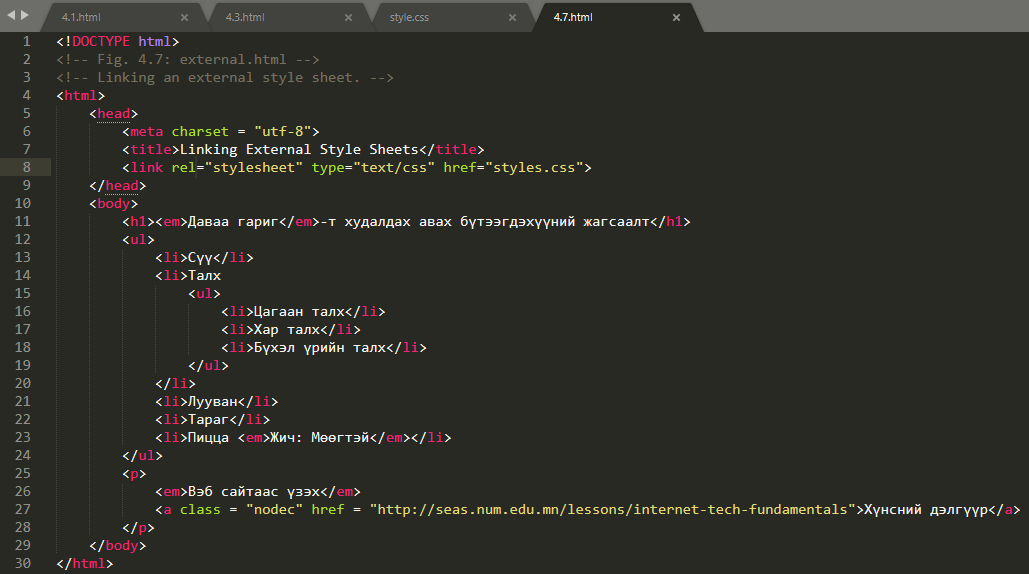 4.1.html × 4.3.html × style.css × 4.7.html ×
1 <!DOCTYPE html>
2 <!-- Fig. 4.7: external.html -->
3 <!-- Linking an external style sheet. -->
4 <html>
5 <head>
6 <meta charset = "utf-8">
7 <title>Linking External Style Sheets</title>
8 <link rel="stylesheet" type="text/css" href="styles.css">
9 </head>
10 <body>
11 <h1><em>Даваа гариг</em>-т худалдах авах бүтээгдэхүүний жагсаалт</h1>
12 <ul>
13 <li>Сүү</li>
14 <li>Талх
15 <ul>
16 <li>Цагаан талх</li>
17 <li>Хар талх</li>
18 <li>Бүхэл үрийн талх</li>
19 </ul>
20 </li>
21 <li>Лууван</li>
22 <li>Тараг</li>
23 <li>Пицца <em>Жич: Мөөгтэй</em></li>
24 </ul>
25 <p>
26 <em>Вэб сайтаас үзэх</em>
27 <a class = "nodec" href = "http://seas.num.edu.mn/lessons/internet-tech-fundamentals">Хүнсний дэлгүүр</a>
28 </p>
29 </body>
30 </html>